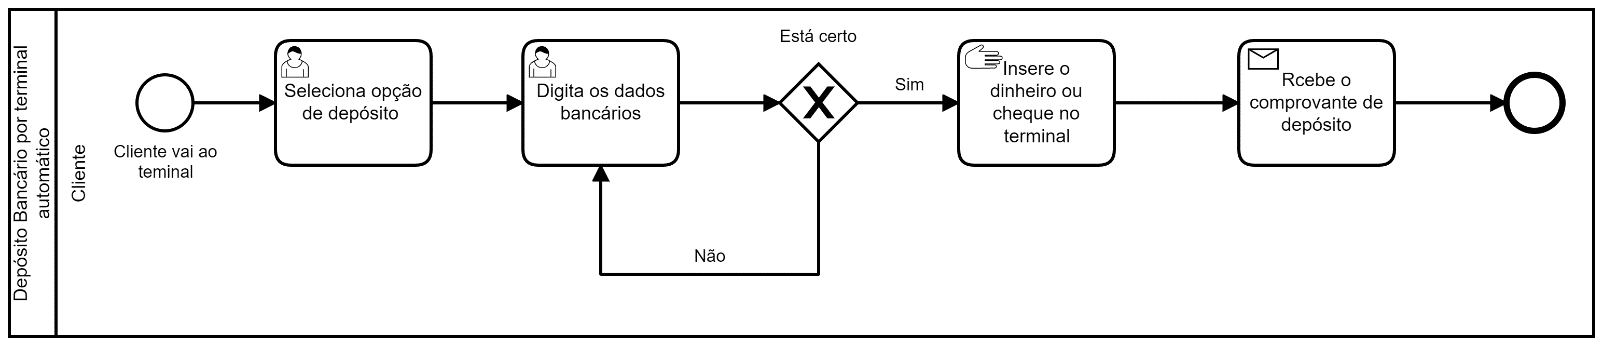 Depósito Bancário por terminal
automático
Cliente
Cliente vai ao
teminal
Seleciona opção
de depósito
Digita os dados
bancários
Está certo
Sim
Não
Insere o
dinheiro ou
cheque no
terminal
Rcebe o
comprovante de
depósito